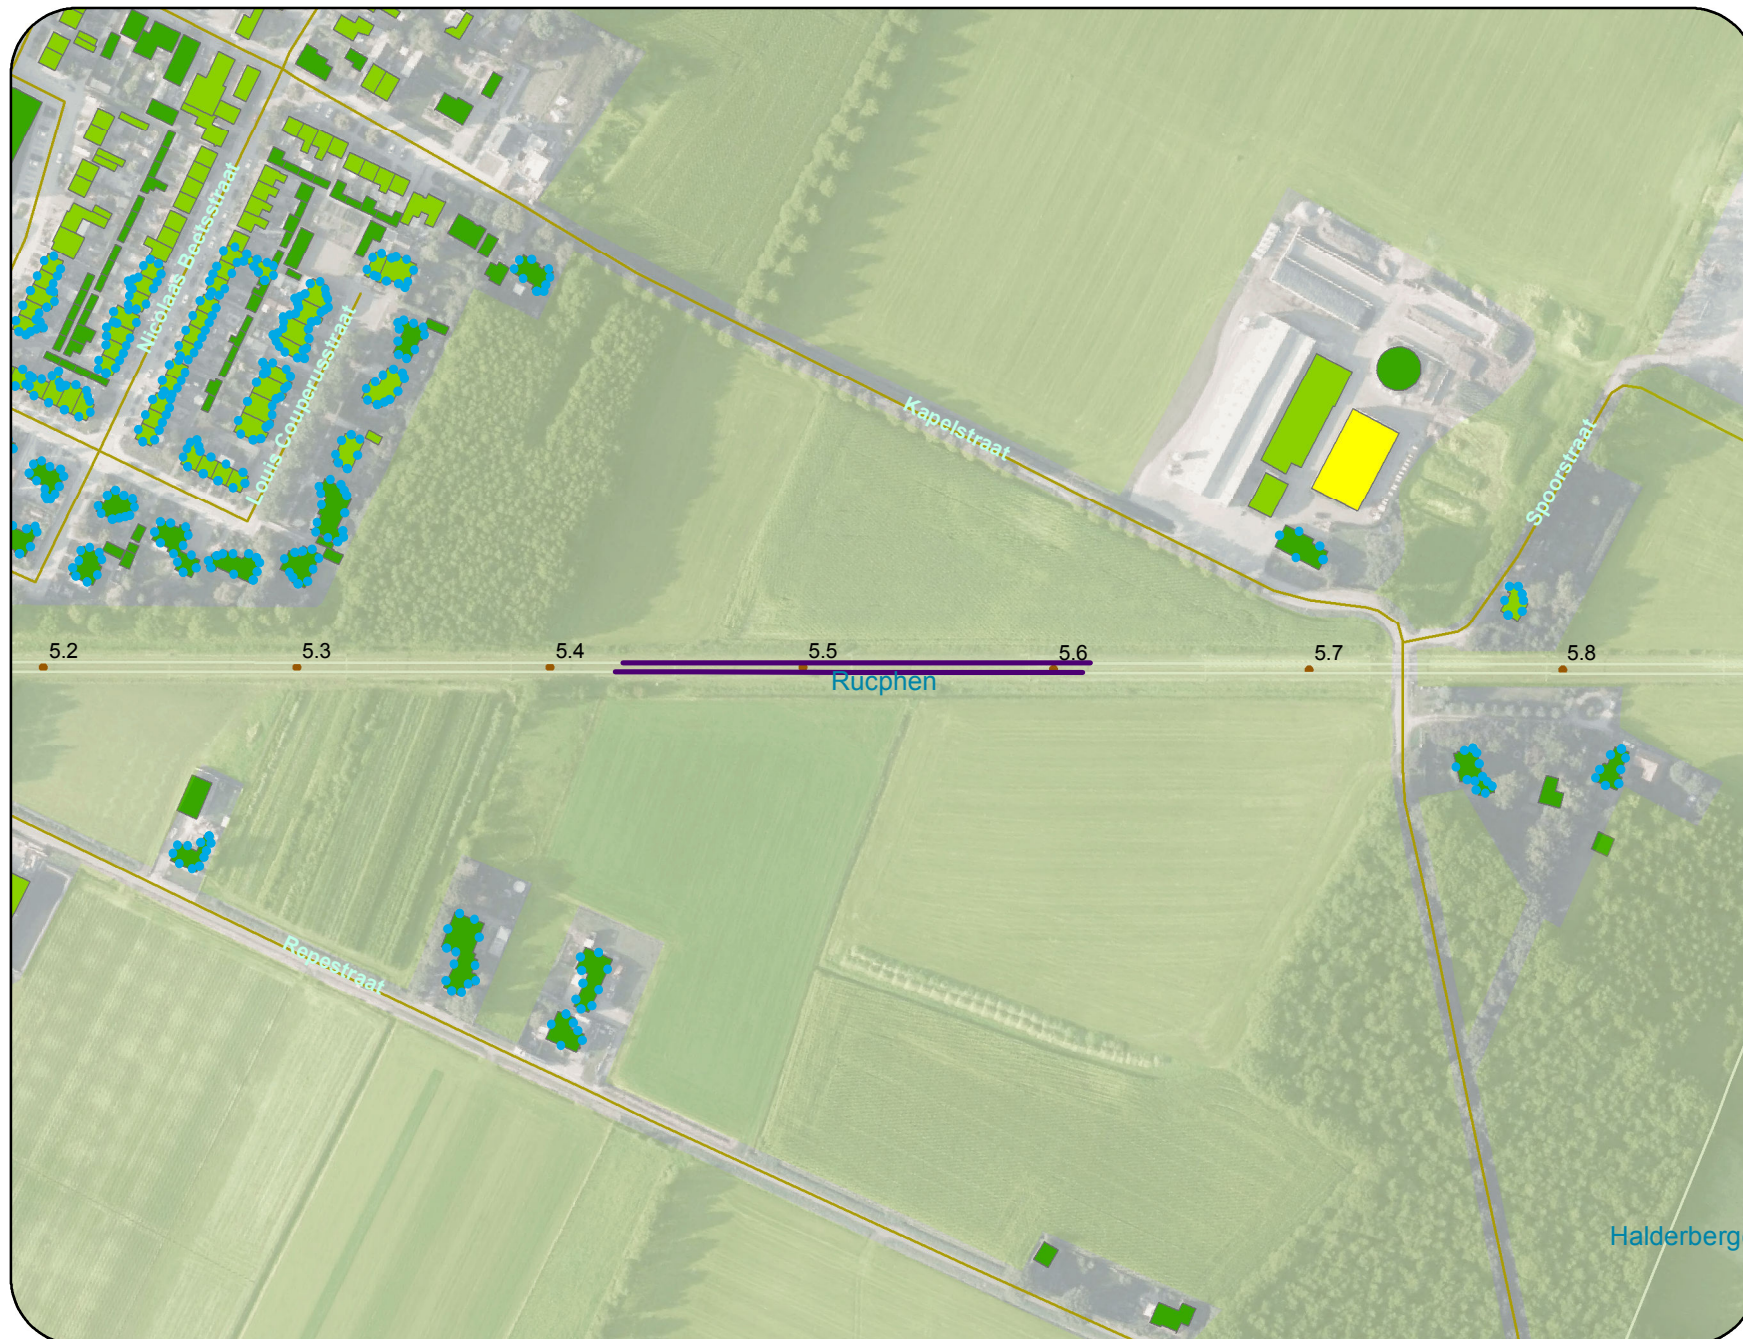 Nicolaas Beetsstraat
Louis Couperusstraat
Kapelstraat
Spoorstraat
5.2
5.3
5.4
5.5
5.6
5.7
5.8
Rucphen
Repestraat
Halderberg